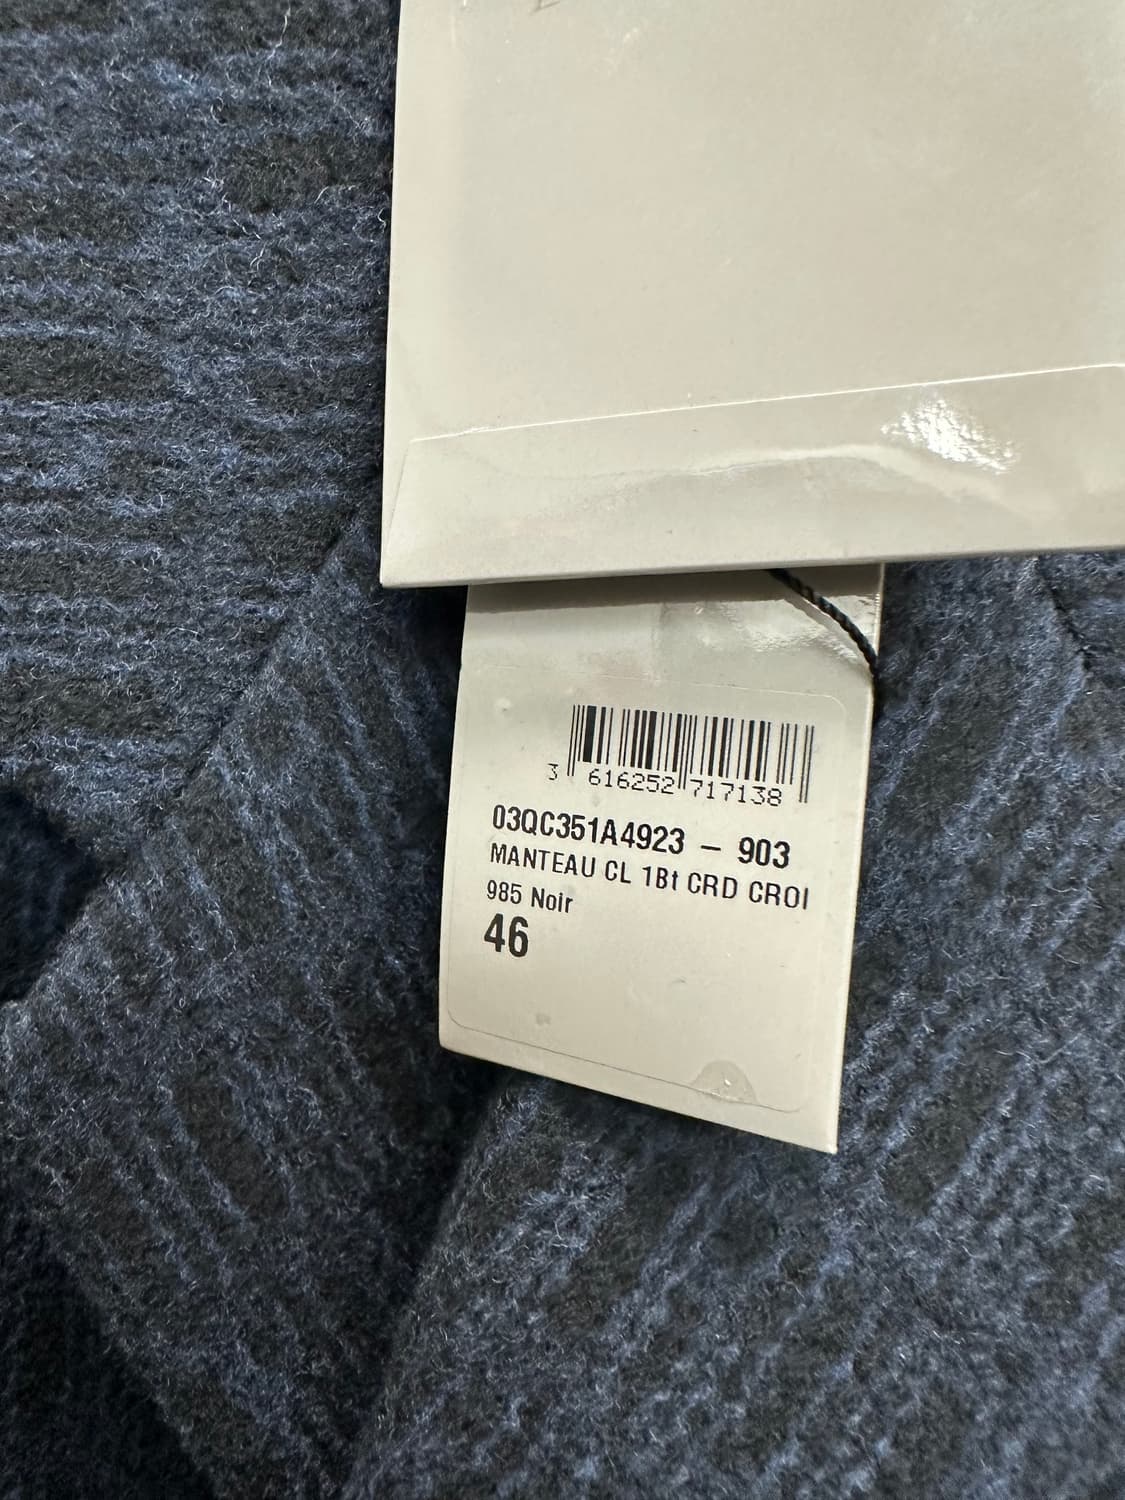 3 616252 717138
03QC351A4923 – 903
MANTEAU CL 1Bt CRD CROI
985 Noir
46